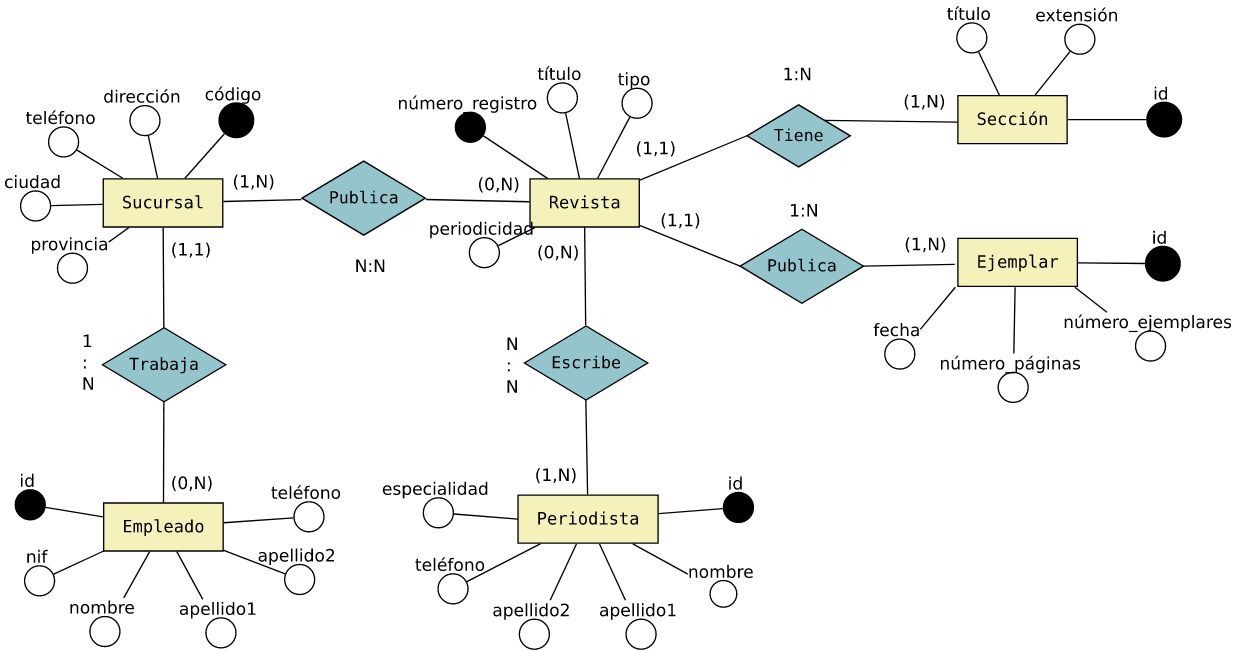 título
extensión
1:N
(1,N)
Sección
id
Tiene
(1,1)
código
dirección
teléfono
ciudad
provincia
Sucursal
(1,N)
Publica
N:N
(0,N)
número_registro
título
tipo
Revista
periodicidad
(0,N)
(1,1)
1:N
Publica
(1,N)
Ejemplar
id
fecha
número_páginas
número_ejemplares
(1,1)
1
:
N
Trabaja
(0,N)
id
Empleado
teléfono
nif
nombre
apellido1
apellido2
N
:
N
Escribe
(1,N)
especialidad
Periodista
id
teléfono
apellido2
apellido1
nombre